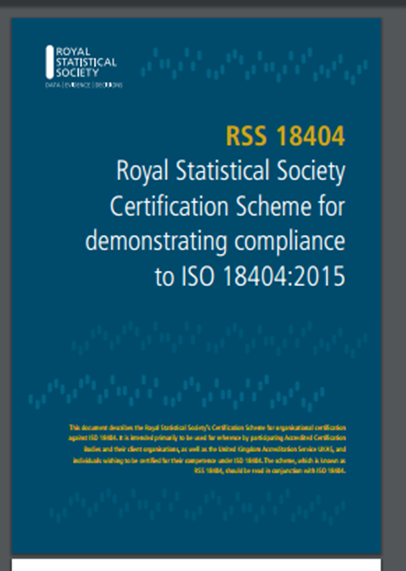 ROYAL
STATISTICAL
SOCIETY
DATA | EVIDENCE | DECISIONS
RSS 18404
Royal Statistical Society
Certification Scheme for
demonstrating compliance
to ISO 18404:2015
This document describes the Royal Statistical Society's Certification Scheme for organisational certification
against ISO 18404. It is intended primarily to be used for reference by participating Accredited Certification
Bodies and their client organisations, as well as the United Kingdom Accreditation Service UKAS, and
individuals wishing to be certified for their competence under ISO 18404. The scheme, which is known as
RSS 18404, should be read in conjunction with ISO 18404.